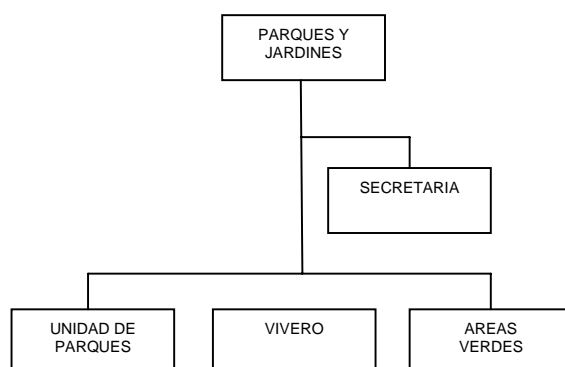 PARQUES Y
JARDINES
SECRETARIA
UNIDAD DE
PARQUES
VIVERO
AREAS
VERDES